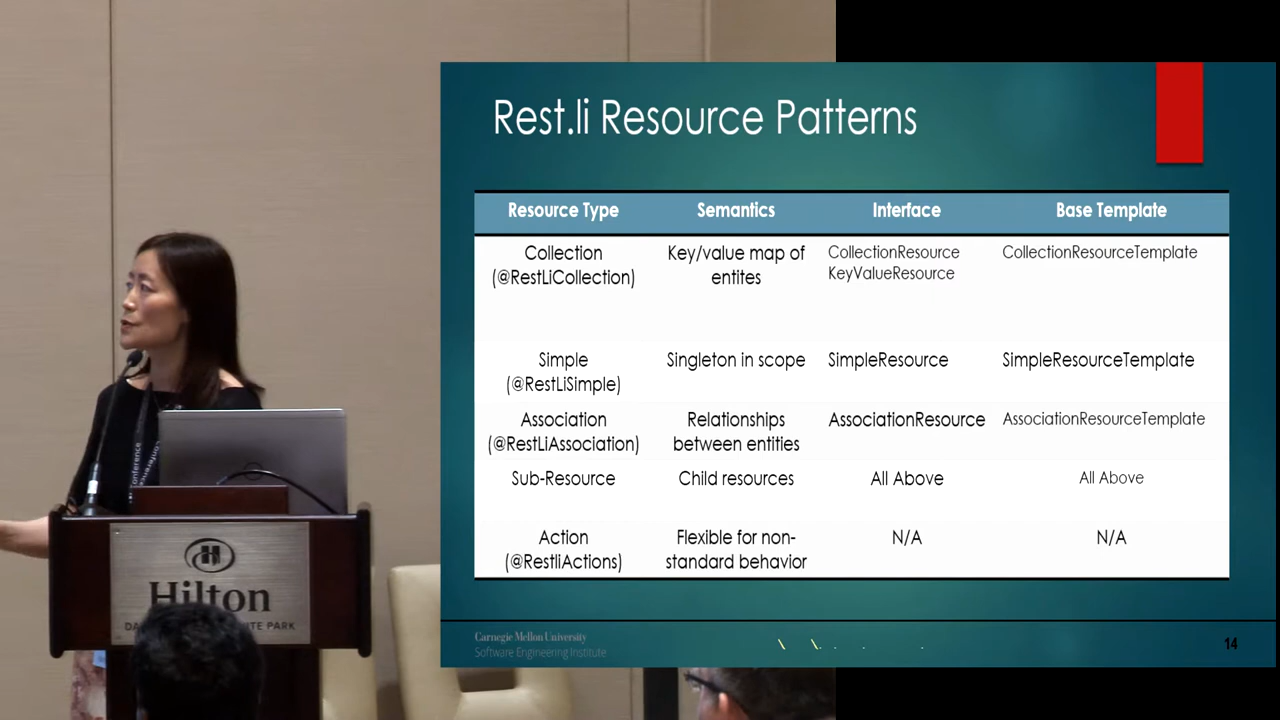 Rest.li Resource Patterns
Resource Type Semantics Interface Base Template
Collection Key/value map of CollectionResource CollectionResourceTemplate
(@RestLiCollection) entites KeyValueResource
Simple Singleton in scope SimpleResource SimpleResourceTemplate
(@RestLiSimple)
Association Relationships AssociationResource AssociationResourceTemplate
(@RestLiAssociation) between entities
Sub-Resource Child resources All Above All Above
Action Flexible for non- N/A N/A
(@RestliActions) standard behavior
Carnegie Mellon University
Software Engineering Institute
14
Hilton
PARK